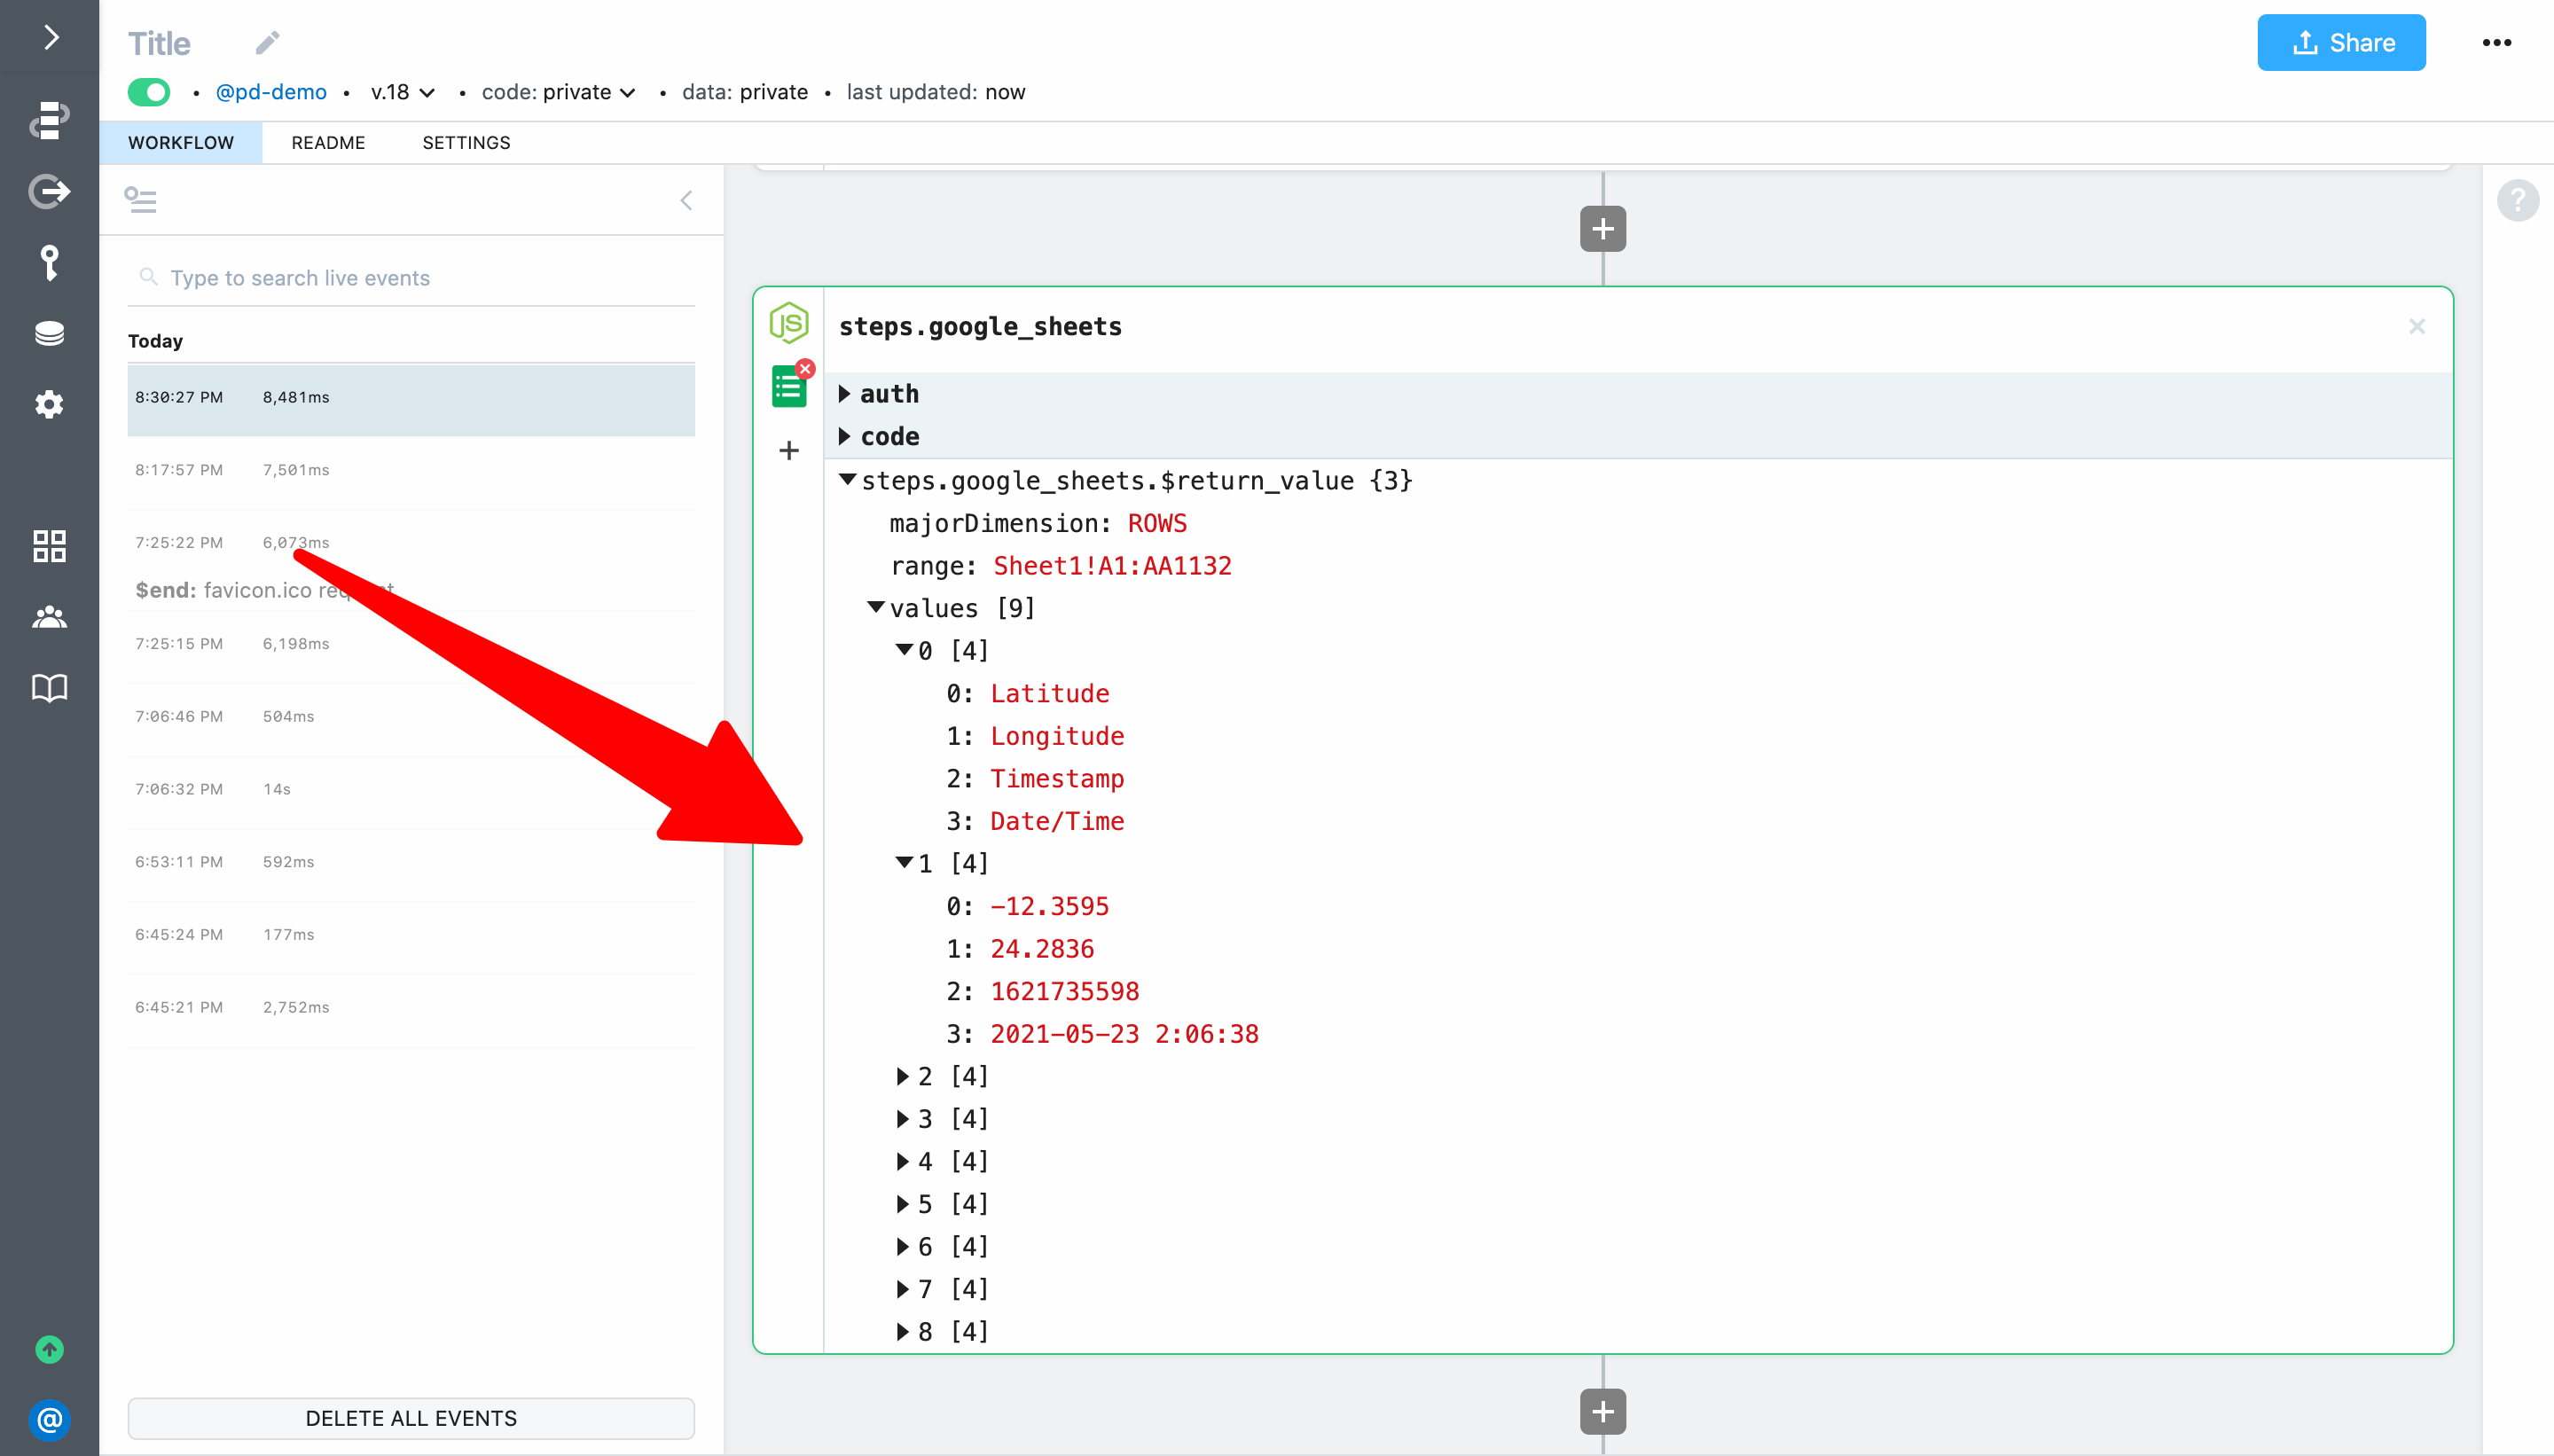 Title
Share
@pd-demo • v.18 • code: private • data: private • last updated: now
WORKFLOW README SETTINGS
Type to search live events
Today
8:30:27 PM 8,481ms
8:17:57 PM 7,501ms
7:25:22 PM 6,073ms
$end: favicon.ico
7:25:15 PM 6,198ms
7:06:46 PM 504ms
7:06:32 PM 14s
6:53:11 PM 592ms
6:45:24 PM 177ms
6:45:21 PM 2,752ms
DELETE ALL EVENTS
JS
steps.google_sheets
auth
code
steps.google_sheets.$return_value {3}
majorDimension: ROWS
range: Sheet1!A1:AA1132
values [9]
0 [4]
0: Latitude
1: Longitude
2: Timestamp
3: Date/Time
1 [4]
0: -12.3595
1: 24.2836
2: 1621735598
3: 2021-05-23 2:06:38
2 [4]
3 [4]
4 [4]
5 [4]
6 [4]
7 [4]
8 [4]